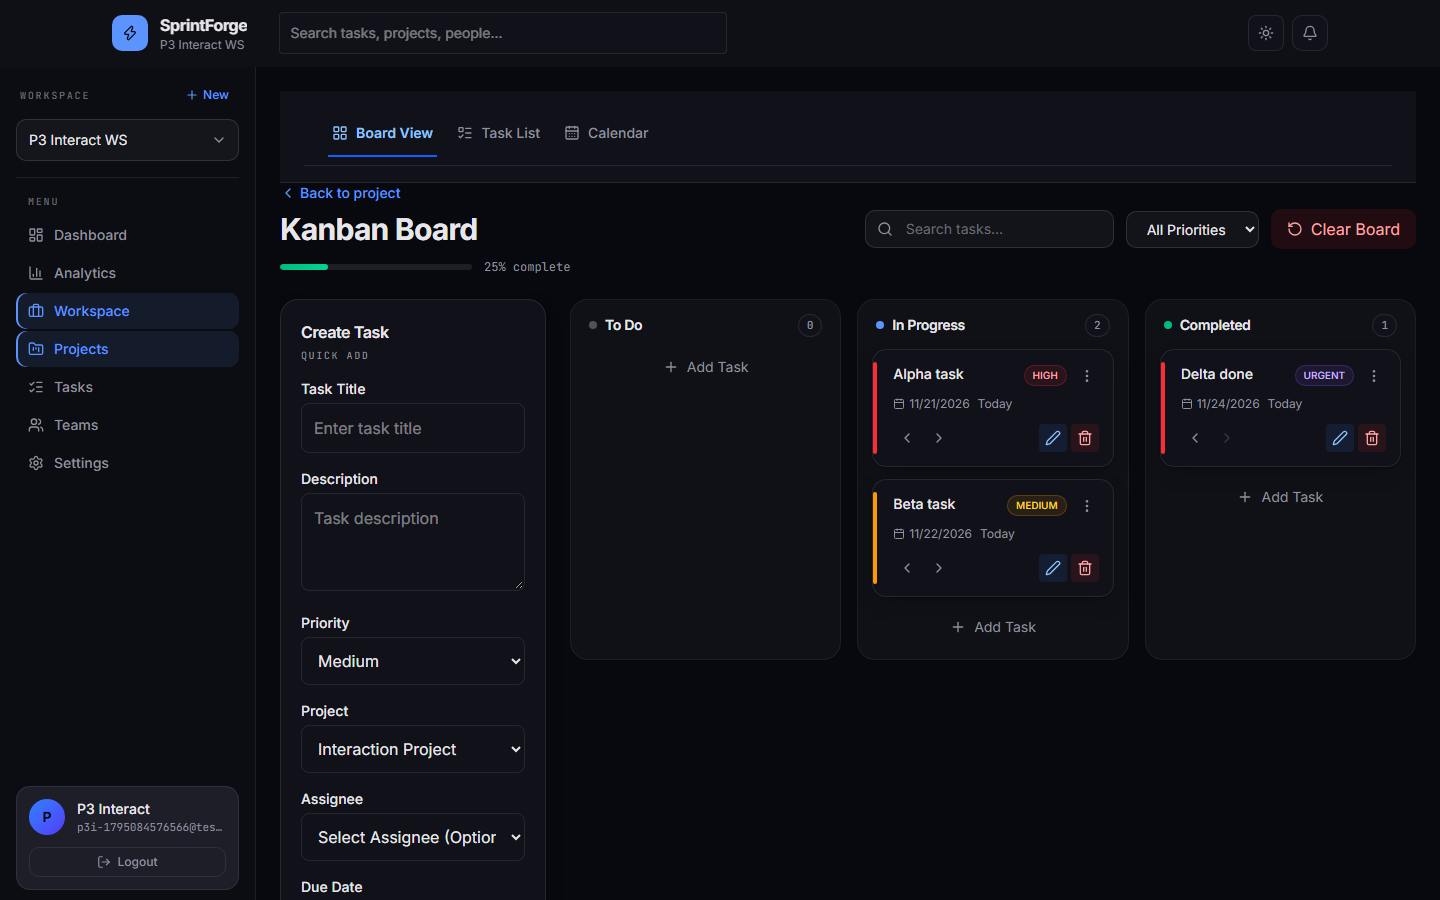 SprintForge
P3 Interact WS
Search tasks, projects, people...
WORKSPACE
+ New
P3 Interact WS
MENU
Dashboard
Analytics
Workspace
Projects
Tasks
Teams
Settings
P
P3 Interact
p3i-1795084576566@tes...
Logout
Board View
Task List
Calendar
Back to project
Kanban Board
25% complete
Search tasks...
All Priorities
Clear Board
Create Task
QUICK ADD
Task Title
Enter task title
Description
Task description
Priority
Medium
Project
Interaction Project
Assignee
Select Assignee (Option
Due Date
To Do
0
+ Add Task
In Progress
2
Alpha task
HIGH
11/21/2026 Today
Beta task
MEDIUM
11/22/2026 Today
+ Add Task
Completed
1
Delta done
URGENT
11/24/2026 Today
+ Add Task